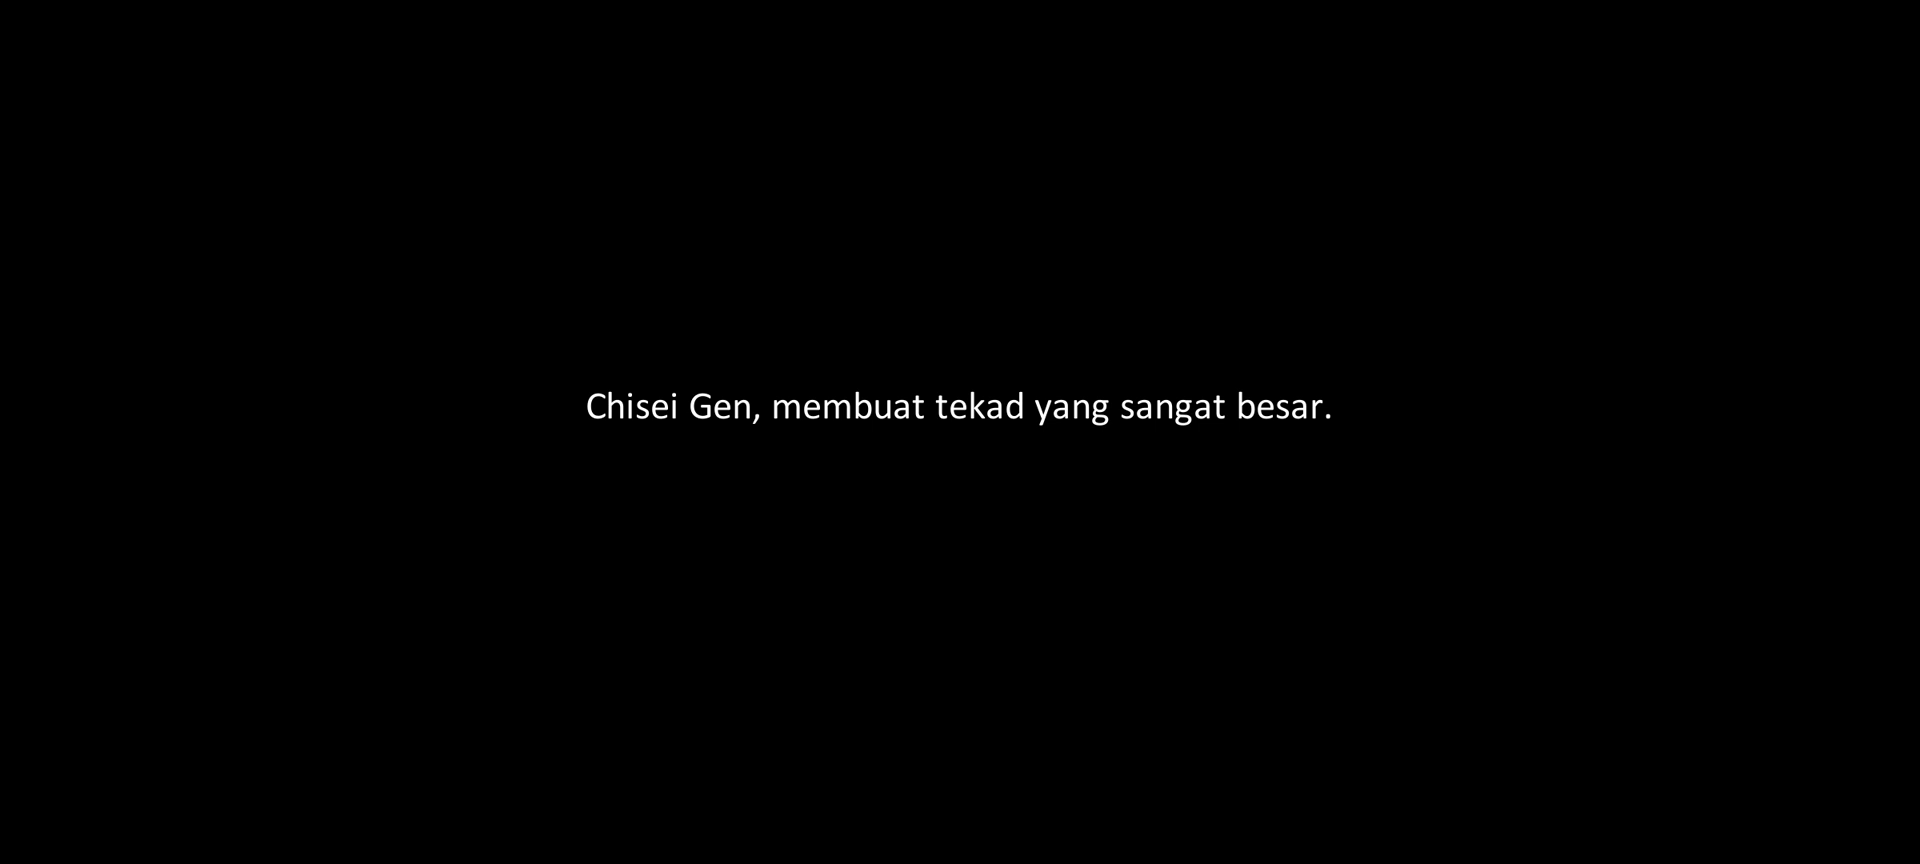 Chisei Gen, membuat tekad yang sangat besar.